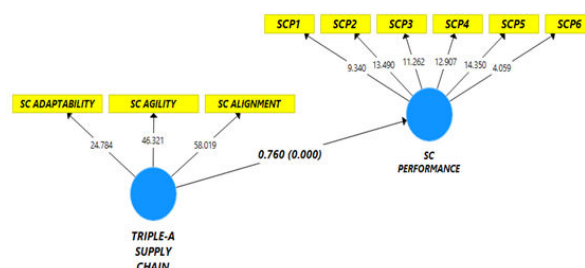 SCP1 SCP2 SCP3 SCP4 SCP5 SCP6
9.340 13.490 11.262 12.907 14.350 4.059
SC ADAPTABILITY SC AGILITY SC ALIGNMENT
24.784 46.321 58.019
0.760 (0.000)
SC
PERFORMANCE
TRIPLE-A
SUPPLY
CHAIN